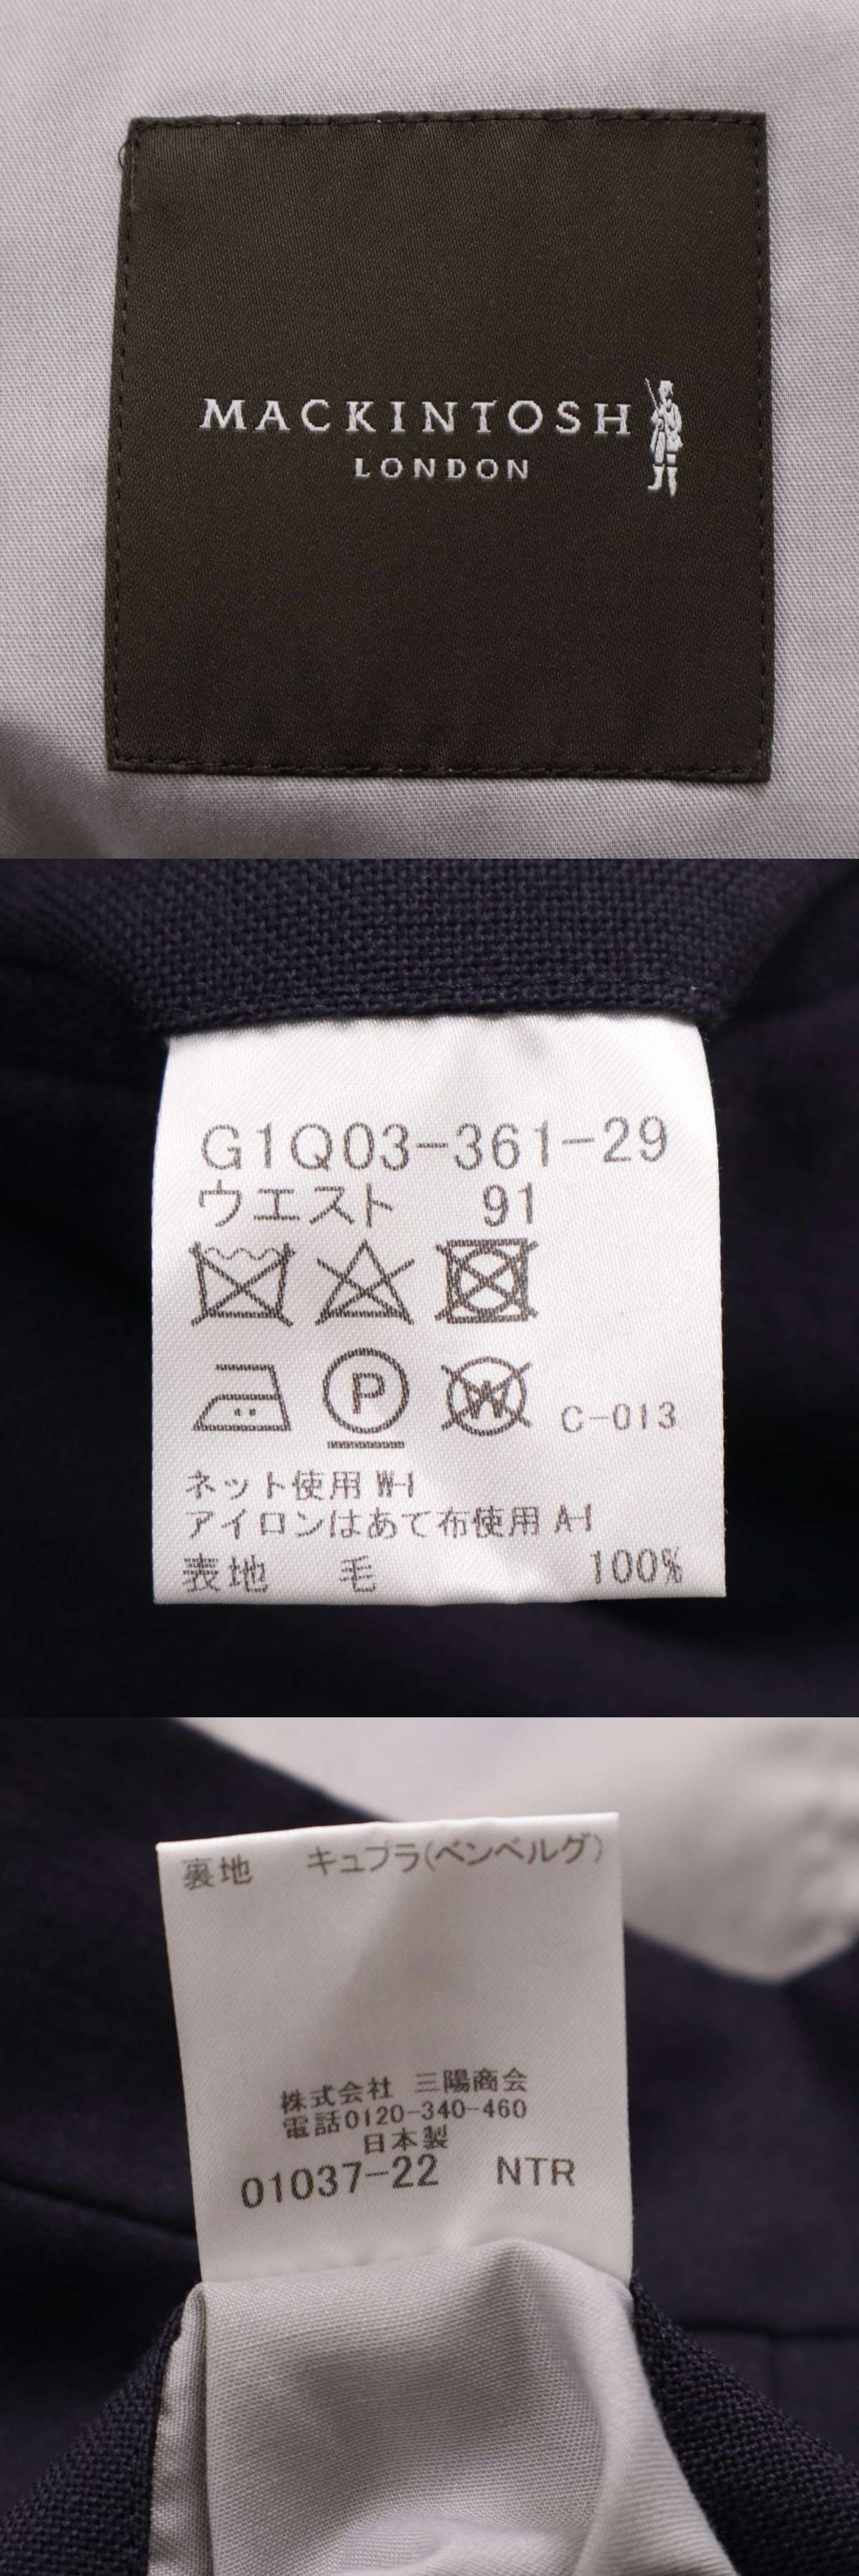 MACKINTOSH
LONDON
G1Q03-361-29
ウエスト 91
P W C-013
ネット使用 W-1
アイロンはあて布使用 A-1
表地 毛 100%
裏地 キュプラ(ベンベルグ)
株式会社 三陽商会
電話0120-340-460
日本製
01037-22 NTR